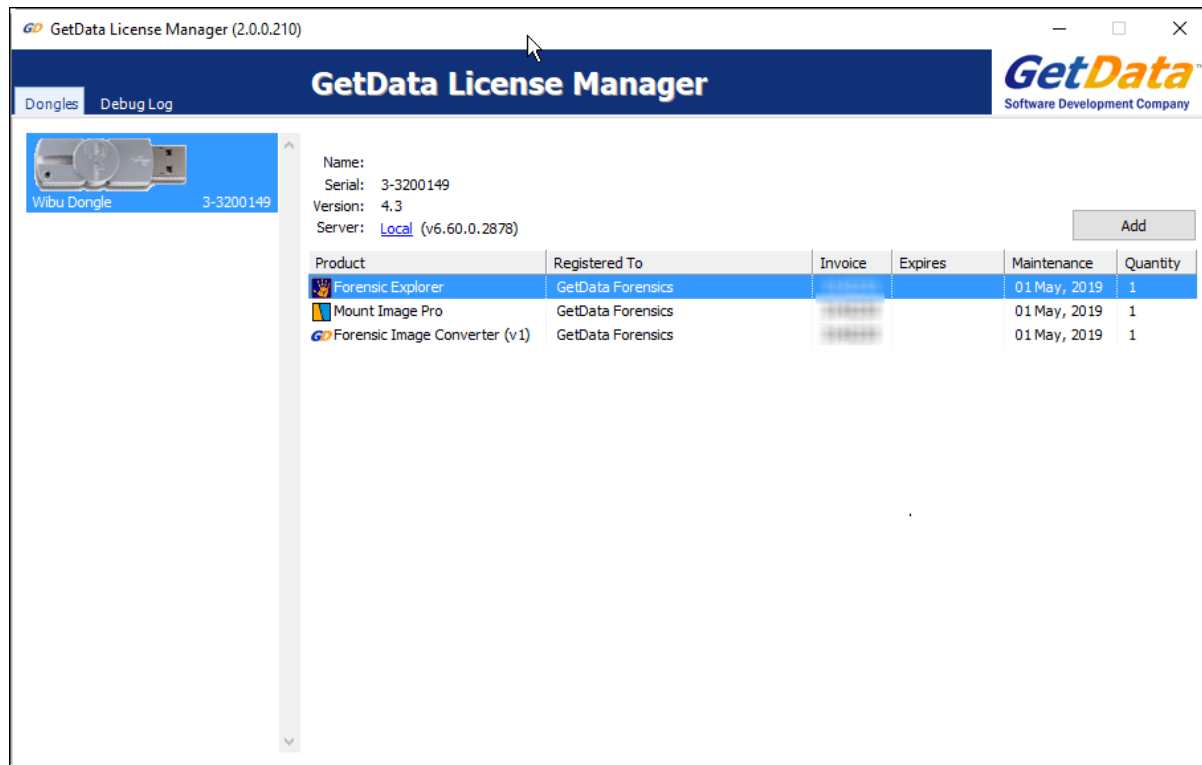 GetData License Manager (2.0.0.210)
GetData License Manager
GetData™
Software Development Company
Dongles Debug Log
Wibu Dongle 3-3200149
Name:
Serial: 3-3200149
Version: 4.3
Server: Local (v6.60.0.2878)
Add
Product Registered To Invoice Expires Maintenance Quantity
Forensic Explorer GetData Forensics 01 May, 2019 1
Mount Image Pro GetData Forensics 01 May, 2019 1
GD Forensic Image Converter (v1) GetData Forensics 01 May, 2019 1